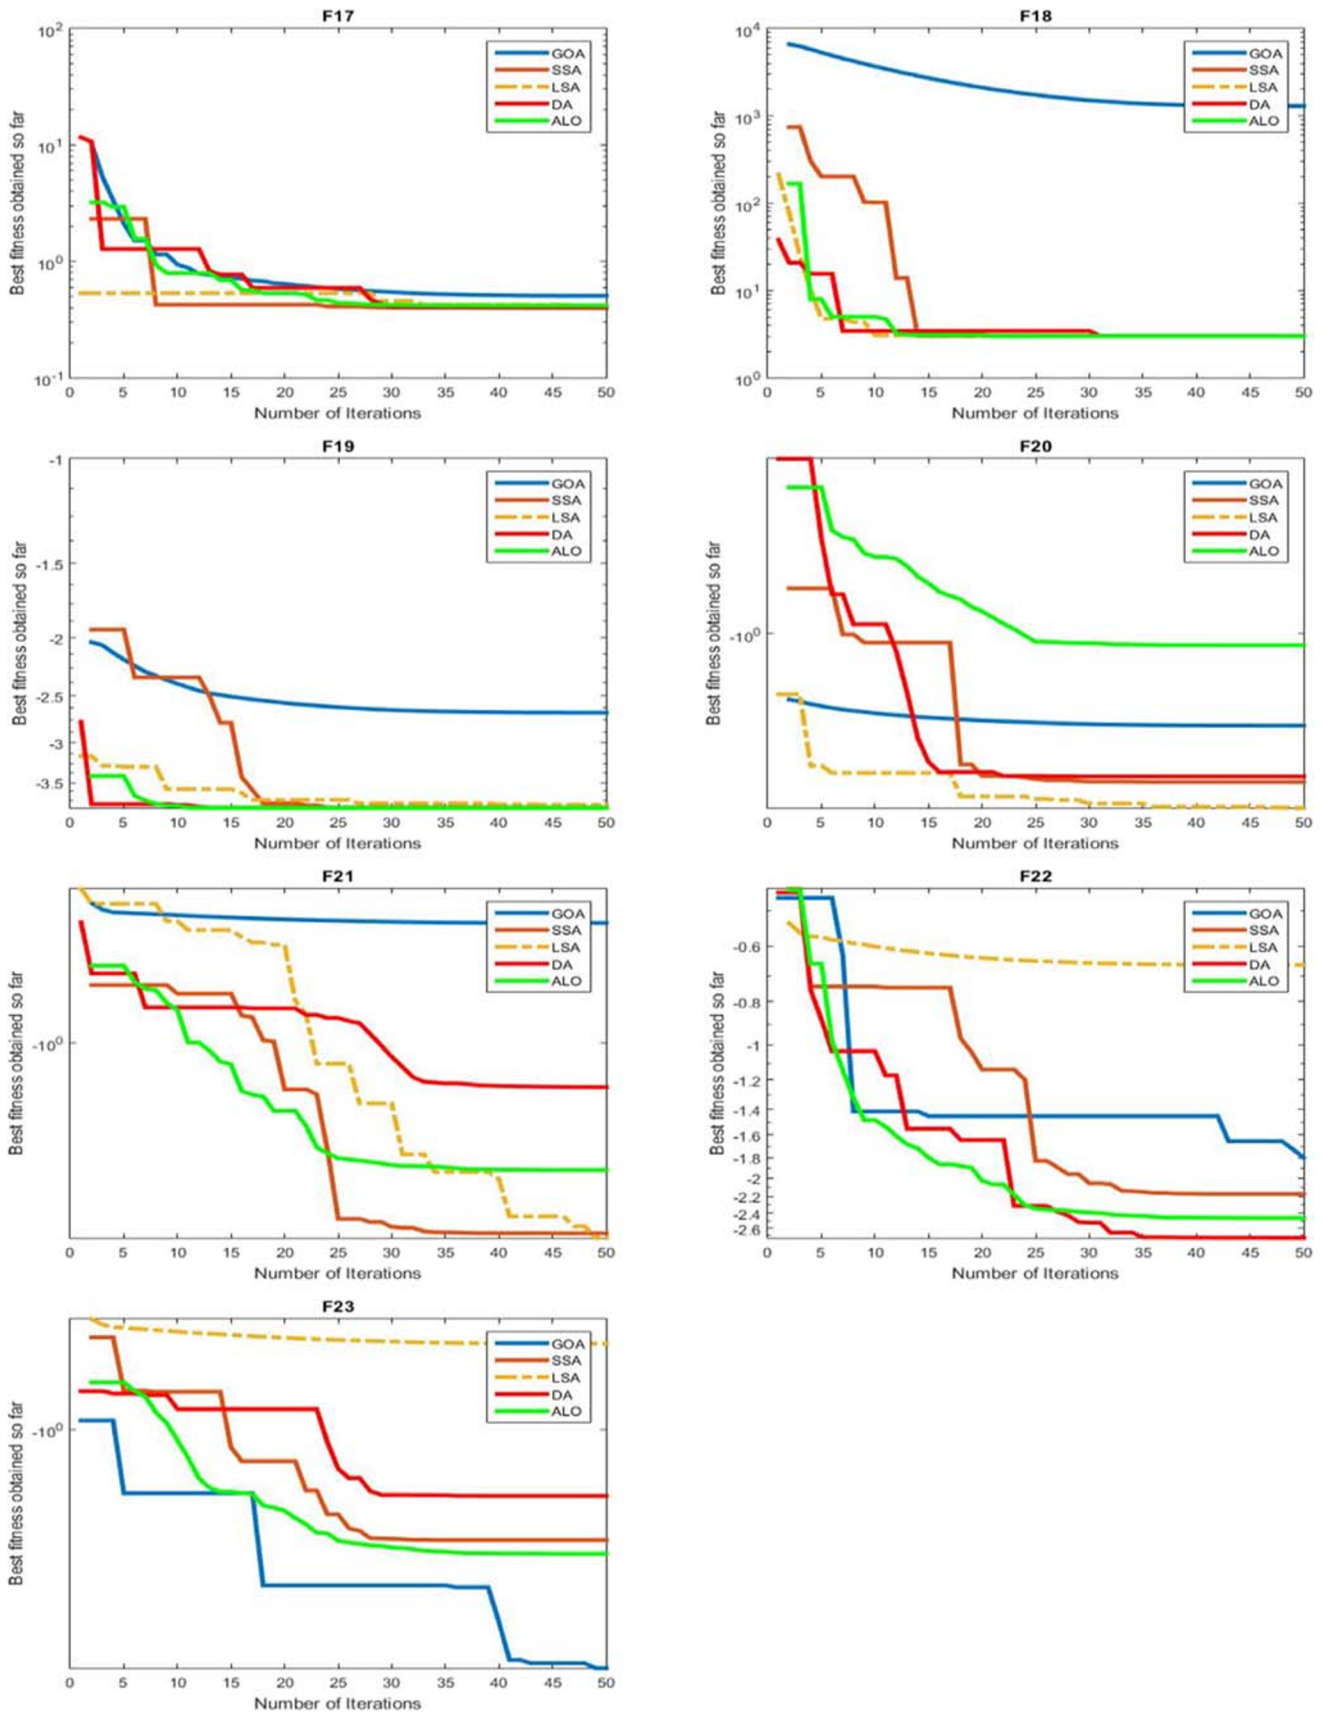 F17
10^2
10^1
10^0
10^-1
Best fitness obtained so far
GOA
SSA
LSA
DA
ALO
0 5 10 15 20 25 30 35 40 45 50
Number of Iterations
F18
10^4
10^3
10^2
10^1
10^0
Best fitness obtained so far
GOA
SSA
LSA
DA
ALO
0 5 10 15 20 25 30 35 40 45 50
Number of Iterations
F19
-1
-1.5
-2
-2.5
-3
-3.5
Best fitness obtained so far
GOA
SSA
LSA
DA
ALO
0 5 10 15 20 25 30 35 40 45 50
Number of Iterations
F20
-10^0
Best fitness obtained so far
GOA
SSA
LSA
DA
ALO
0 5 10 15 20 25 30 35 40 45 50
Number of Iterations
F21
-10^0
Best fitness obtained so far
GOA
SSA
LSA
DA
ALO
0 5 10 15 20 25 30 35 40 45 50
Number of Iterations
F22
-0.6
-0.8
-1
-1.2
-1.4
-1.6
-1.8
-2
-2.2
-2.4
-2.6
Best fitness obtained so far
GOA
SSA
LSA
DA
ALO
0 5 10 15 20 25 30 35 40 45 50
Number of Iterations
F23
-10^0
Best fitness obtained so far
GOA
SSA
LSA
DA
ALO
0 5 10 15 20 25 30 35 40 45 50
Number of Iterations